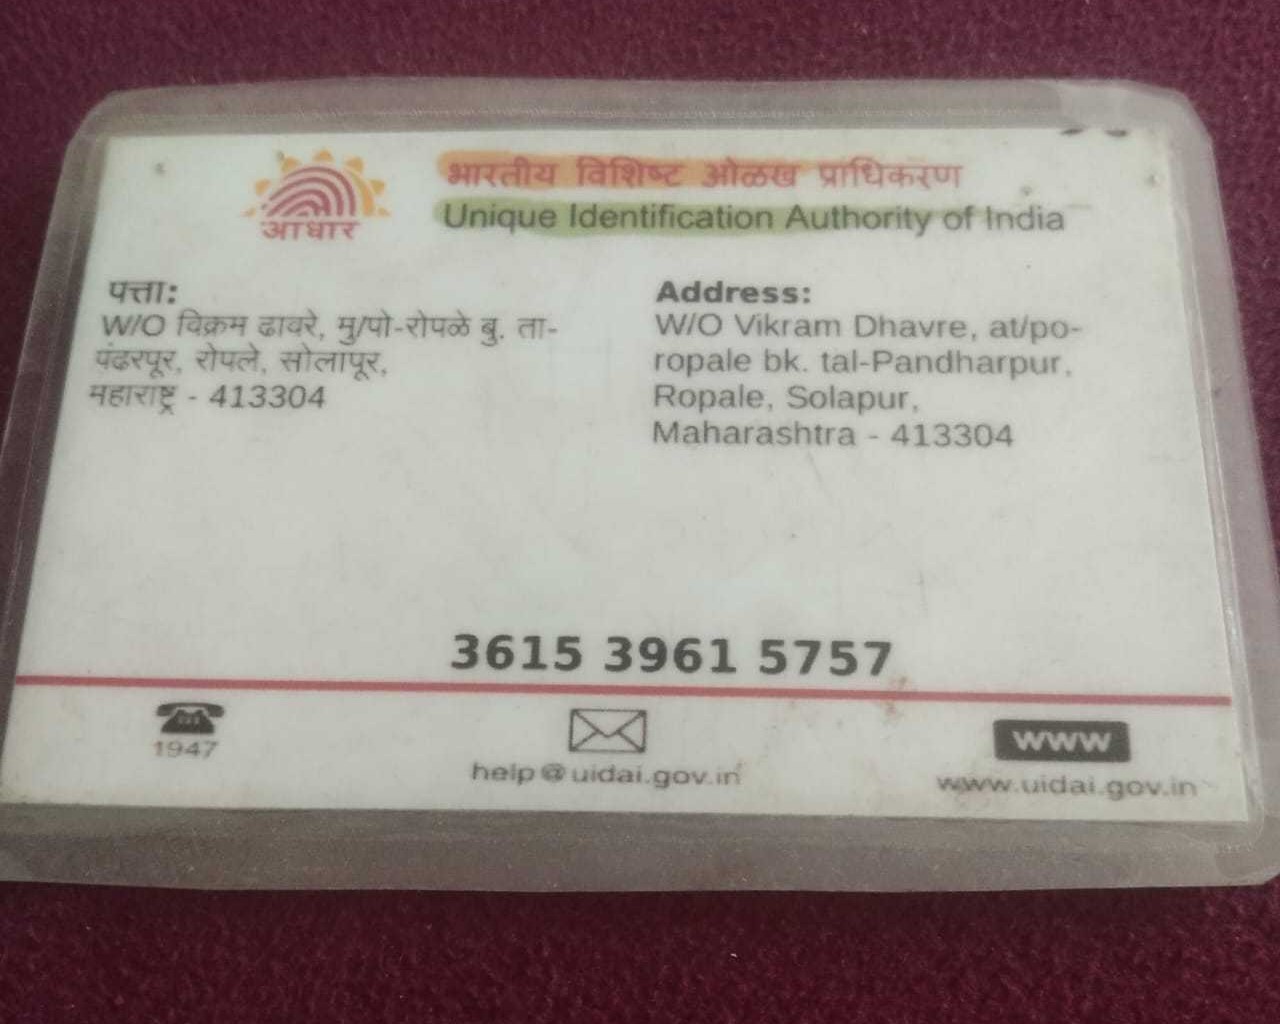 आधार
भारतीय विशिष्ट ओळख प्राधिकरण
Unique Identification Authority of India
पत्ता:
W/O विक्रम ढावरे, मु/पो-रोपळे बु. ता-
पंढरपूर, रोपले, सोलापूर,
महाराष्ट्र - 413304
Address:
W/O Vikram Dhavre, at/po-
ropale bk. tal-Pandharpur,
Ropale, Solapur,
Maharashtra - 413304
3615 3961 5757
1947
help@uidai.gov.in
www
www.uidai.gov.in